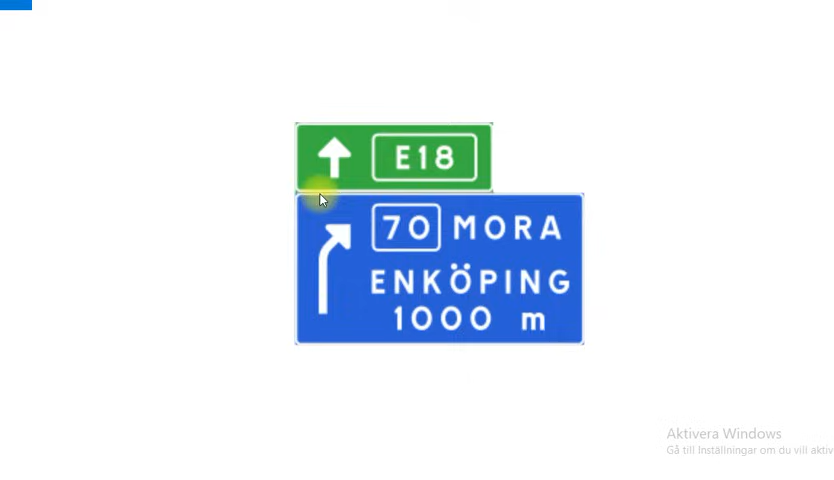 E18
70 MORA
ENKÖPING
1000 m
Aktivera Windows
Gå till Inställningar om du vill aktiv